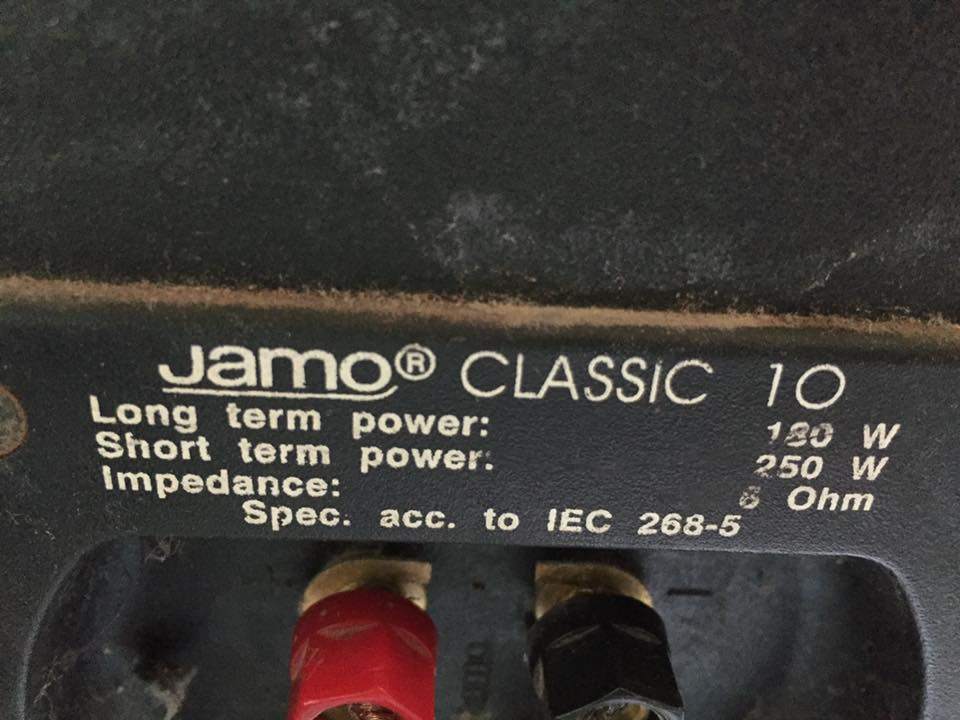 Jamo® CLASSIC 10
Long term power: 180 W
Short term power: 250 W
Impedance: Ohm
Spec. acc. to IEC 268-5